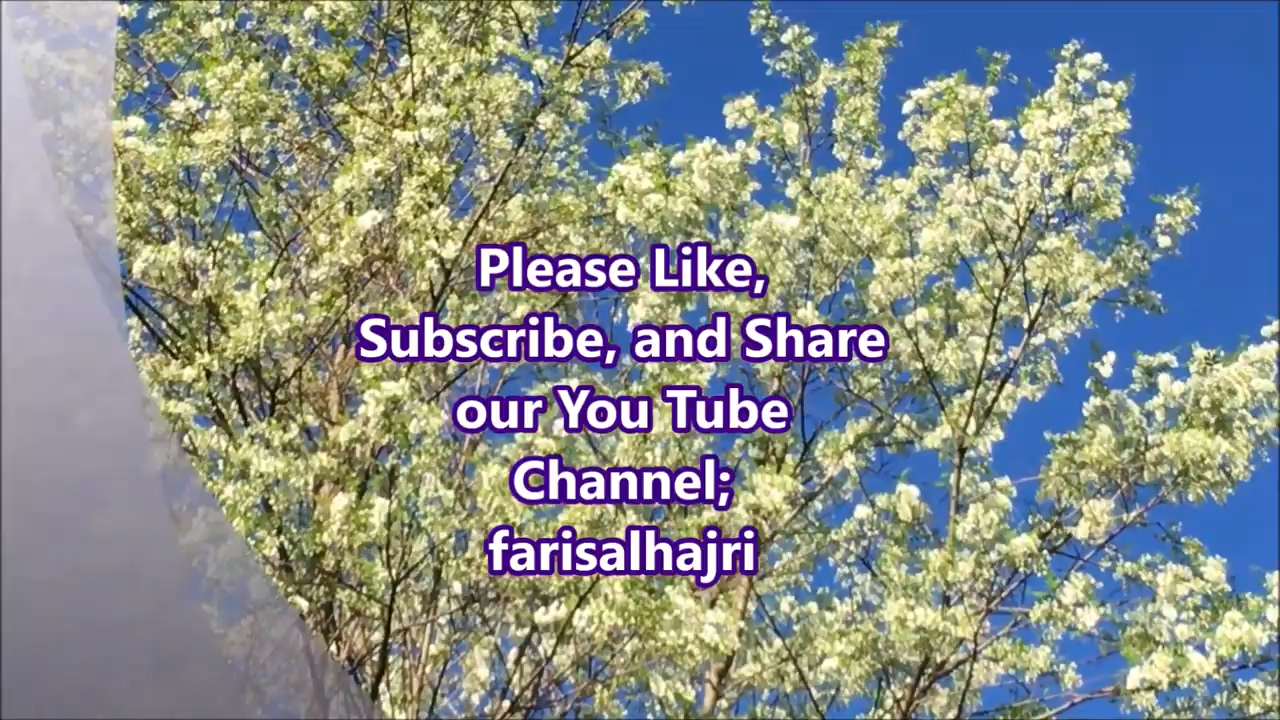 Please Like,
Subscribe, and Share
our You Tube
Channel;
farisalhajri